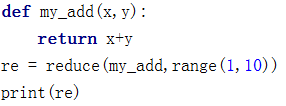 def my_add(x,y):
    return x+y
re = reduce(my_add,range(1,10))
print(re)